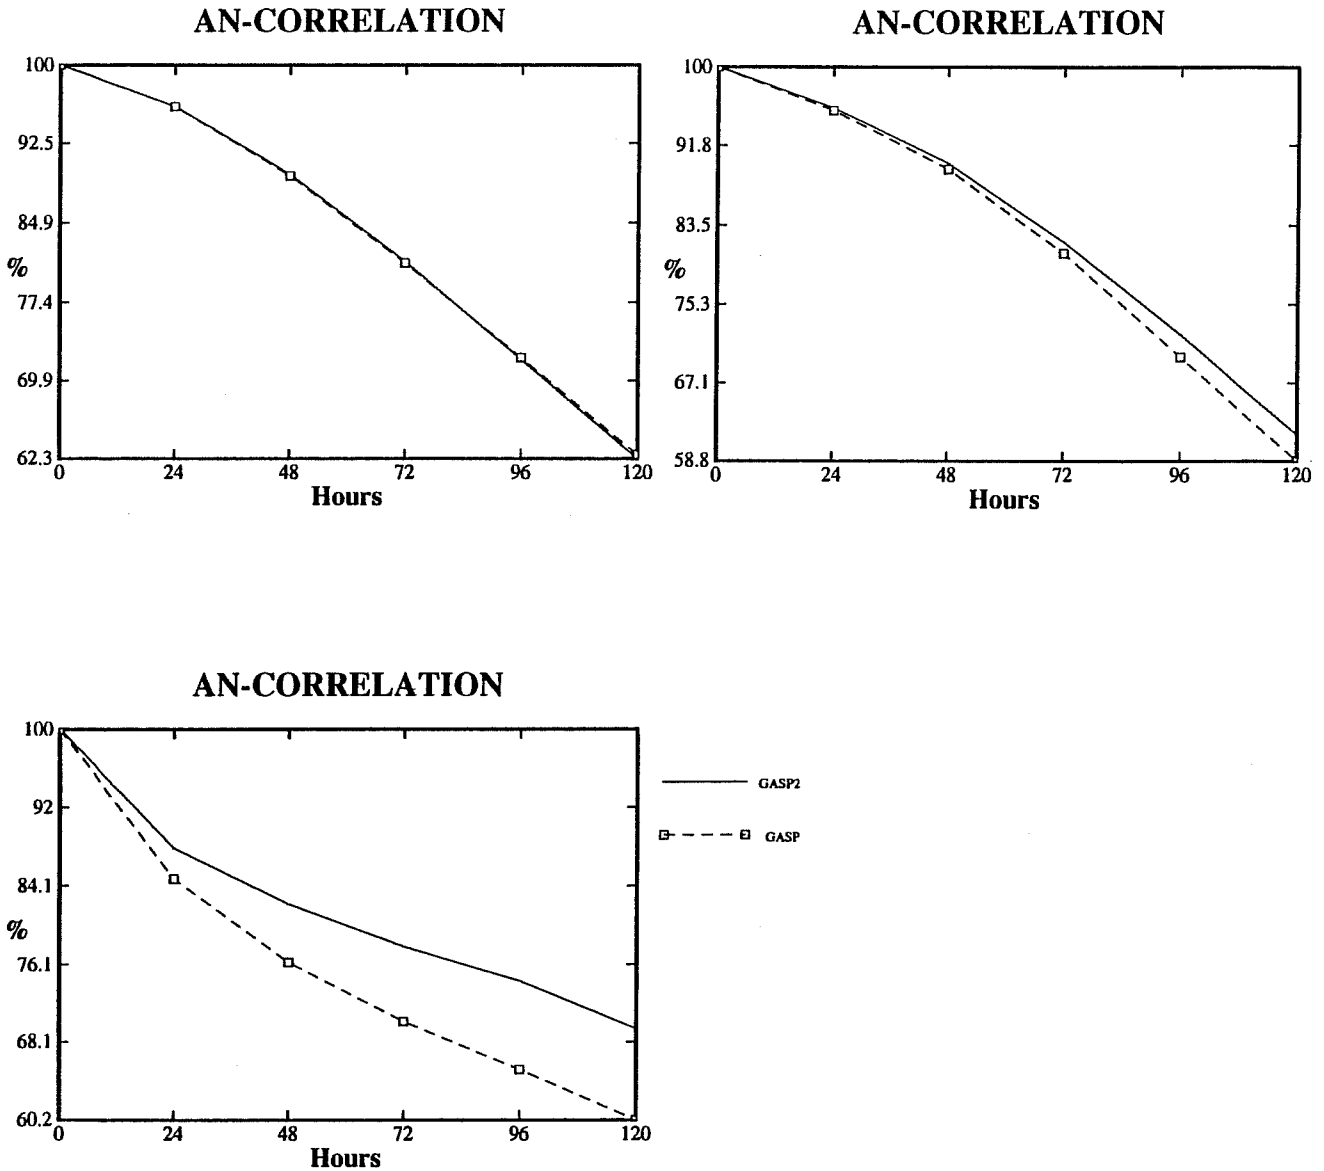 AN-CORRELATION
100
92.5
84.9
%
77.4
69.9
62.3
0 24 48 72 96 120
Hours
AN-CORRELATION
100
91.8
83.5
%
75.3
67.1
58.8
0 24 48 72 96 120
Hours
AN-CORRELATION
100
92
84.1
%
76.1
68.1
60.2
0 24 48 72 96 120
Hours
GASP2
GASP